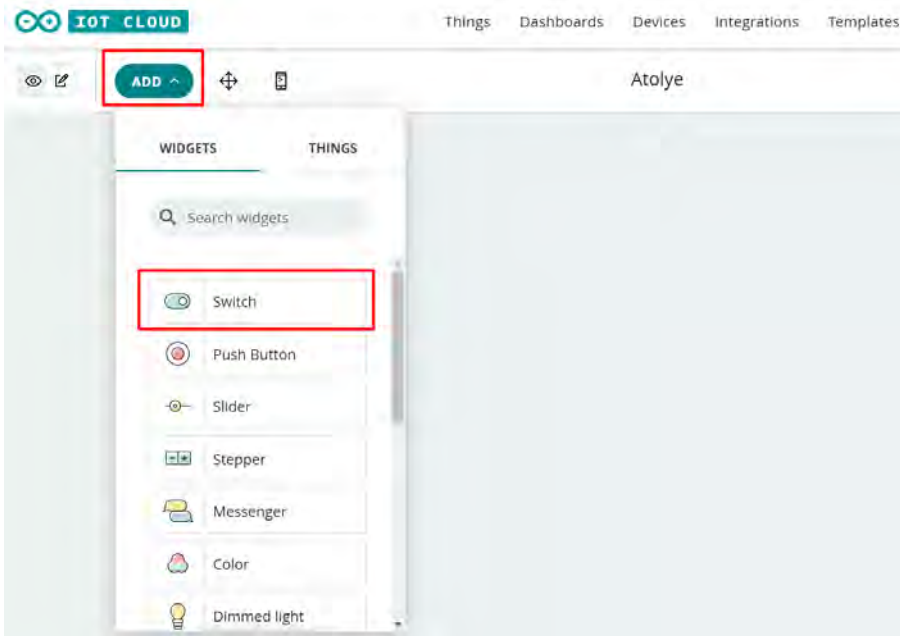 IOT CLOUD
Things Dashboards Devices Integrations Templates
ADD
Atolye
WIDGETS THINGS
Search widgets
Switch
Push Button
Slider
Stepper
Messenger
Color
Dimmed light